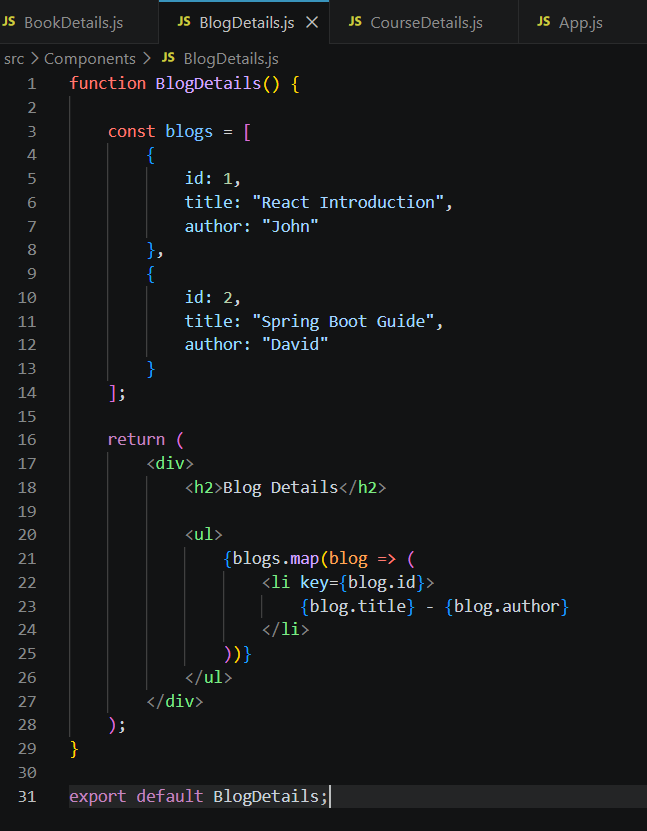 JS BookDetails.js JS BlogDetails.js × JS CourseDetails.js JS App.js
src > Components > JS BlogDetails.js
1 function BlogDetails() {
2
3     const blogs = [
4         {
5             id: 1,
6             title: "React Introduction",
7             author: "John"
8         },
9         {
10             id: 2,
11             title: "Spring Boot Guide",
12             author: "David"
13         }
14     ];
15
16     return (
17         <div>
18             <h2>Blog Details</h2>
19
20             <ul>
21                 {blogs.map(blog => (
22                     <li key={blog.id}>
23                         {blog.title} - {blog.author}
24                     </li>
25                 ))}
26             </ul>
27         </div>
28     );
29 }
30
31 export default BlogDetails;